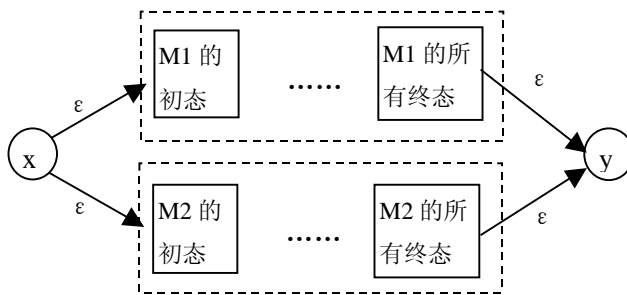 M1 的
初态
……
M1 的所
有终态
ε
ε
x
y
ε
ε
M2 的
初态
……
M2 的所
有终态